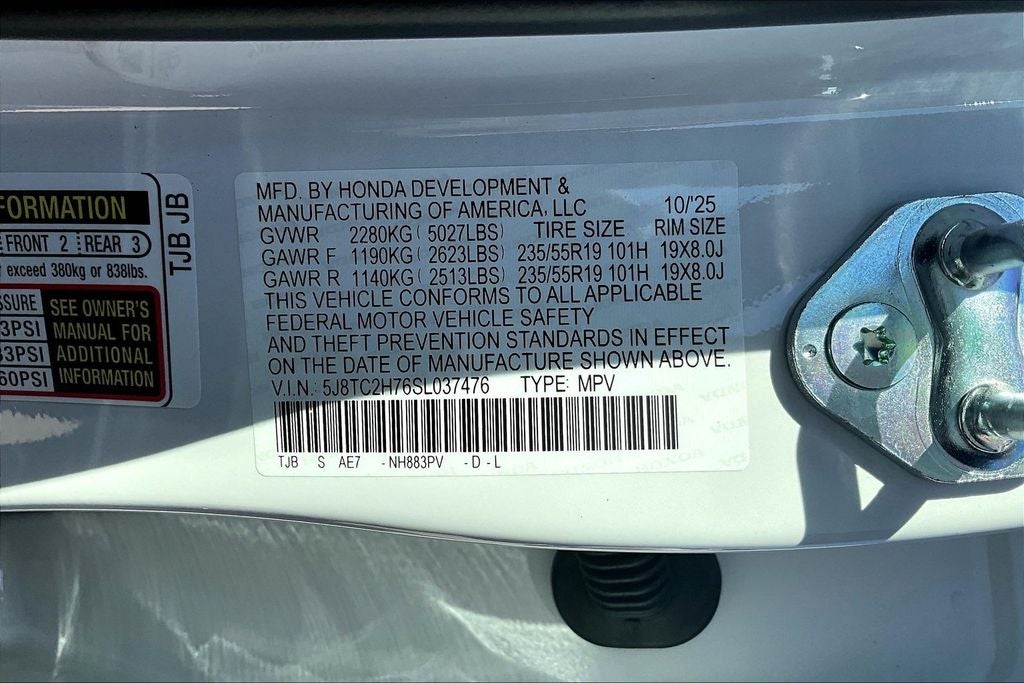 FORMATION
FRONT 2 REAR 3
r exceed 380kg or 838lbs.
SSURE
3PSI
33PSI
60PSI
SEE OWNER'S
MANUAL FOR
ADDITIONAL
INFORMATION
TJB JB
MFD. BY HONDA DEVELOPMENT &
MANUFACTURING OF AMERICA, LLC 10/'25
GVWR 2280KG ( 5027LBS) TIRE SIZE RIM SIZE
GAWR F 1190KG ( 2623LBS) 235/55R19 101H 19X8.0J
GAWR R 1140KG ( 2513LBS) 235/55R19 101H 19X8.0J
THIS VEHICLE CONFORMS TO ALL APPLICABLE
FEDERAL MOTOR VEHICLE SAFETY
AND THEFT PREVENTION STANDARDS IN EFFECT
ON THE DATE OF MANUFACTURE SHOWN ABOVE.
V.I.N.: 5J8TC2H76SL037476 TYPE: MPV
TJB S AE7 -NH883PV -D-L